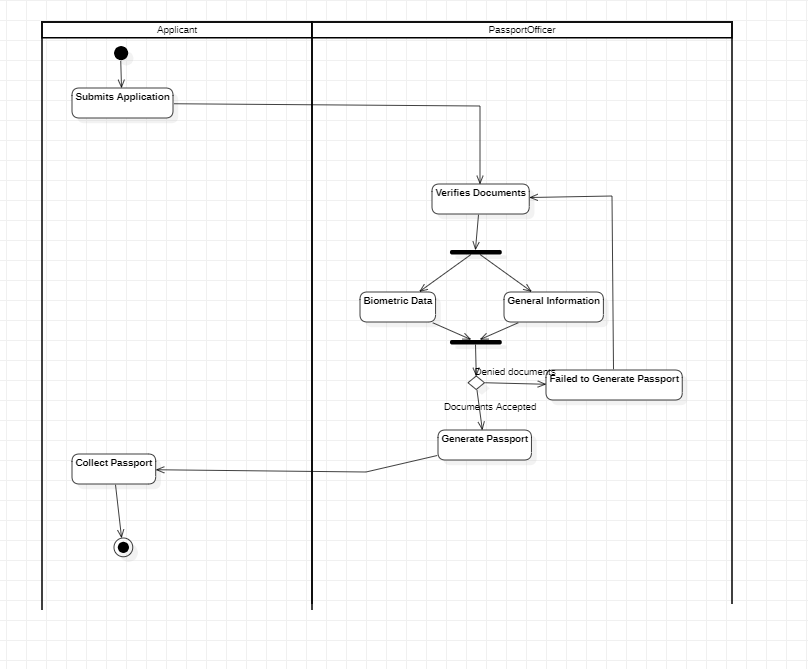 Applicant
PassportOfficer
Submits Application
Verifies Documents
Biometric Data
General Information
Denied documents
Failed to Generate Passport
Documents Accepted
Generate Passport
Collect Passport